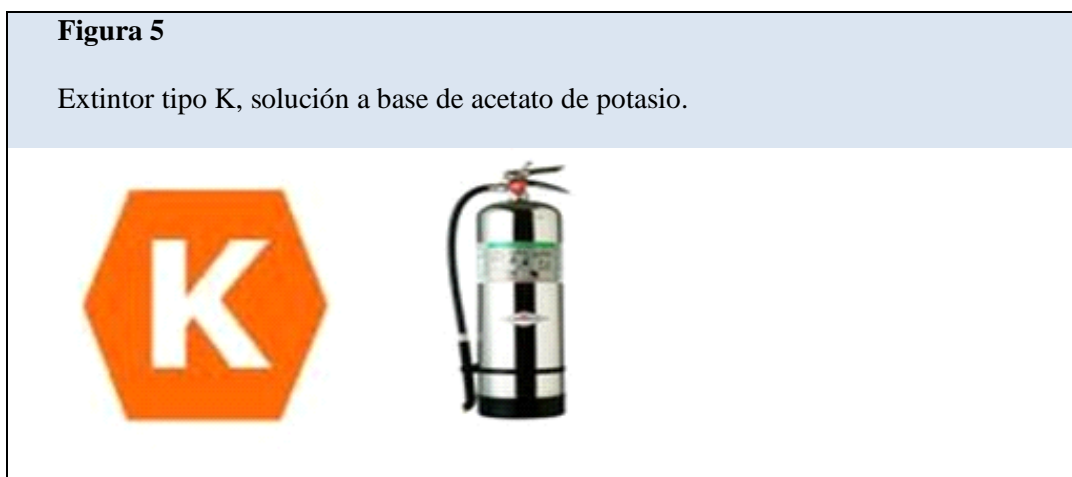 Figura 5
Extintor tipo K, solución a base de acetato de potasio.
K